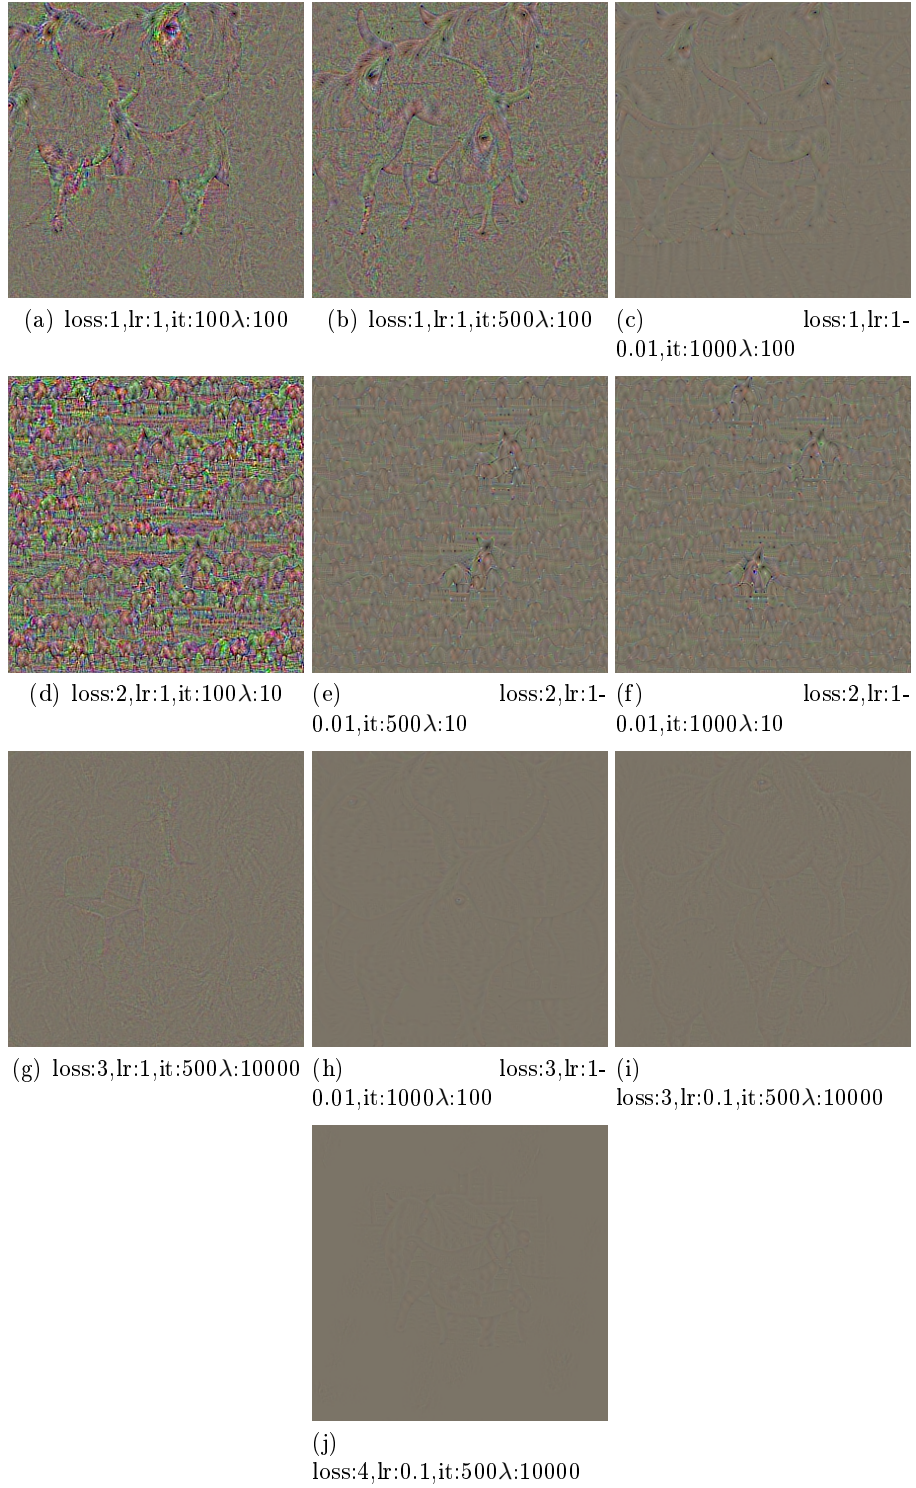 (a) loss:1,lr:1,it:100λ:100
(b) loss:1,lr:1,it:500λ:100
(c) loss:1,lr:1-
0.01,it:1000λ:100
(d) loss:2,lr:1,it:100λ:10
(e) loss:2,lr:1-
0.01,it:500λ:10
(f) loss:2,lr:1-
0.01,it:1000λ:10
(g) loss:3,lr:1,it:500λ:10000
(h) loss:3,lr:1-
0.01,it:1000λ:100
(i)
loss:3,lr:0.1,it:500λ:10000
(j)
loss:4,lr:0.1,it:500λ:10000